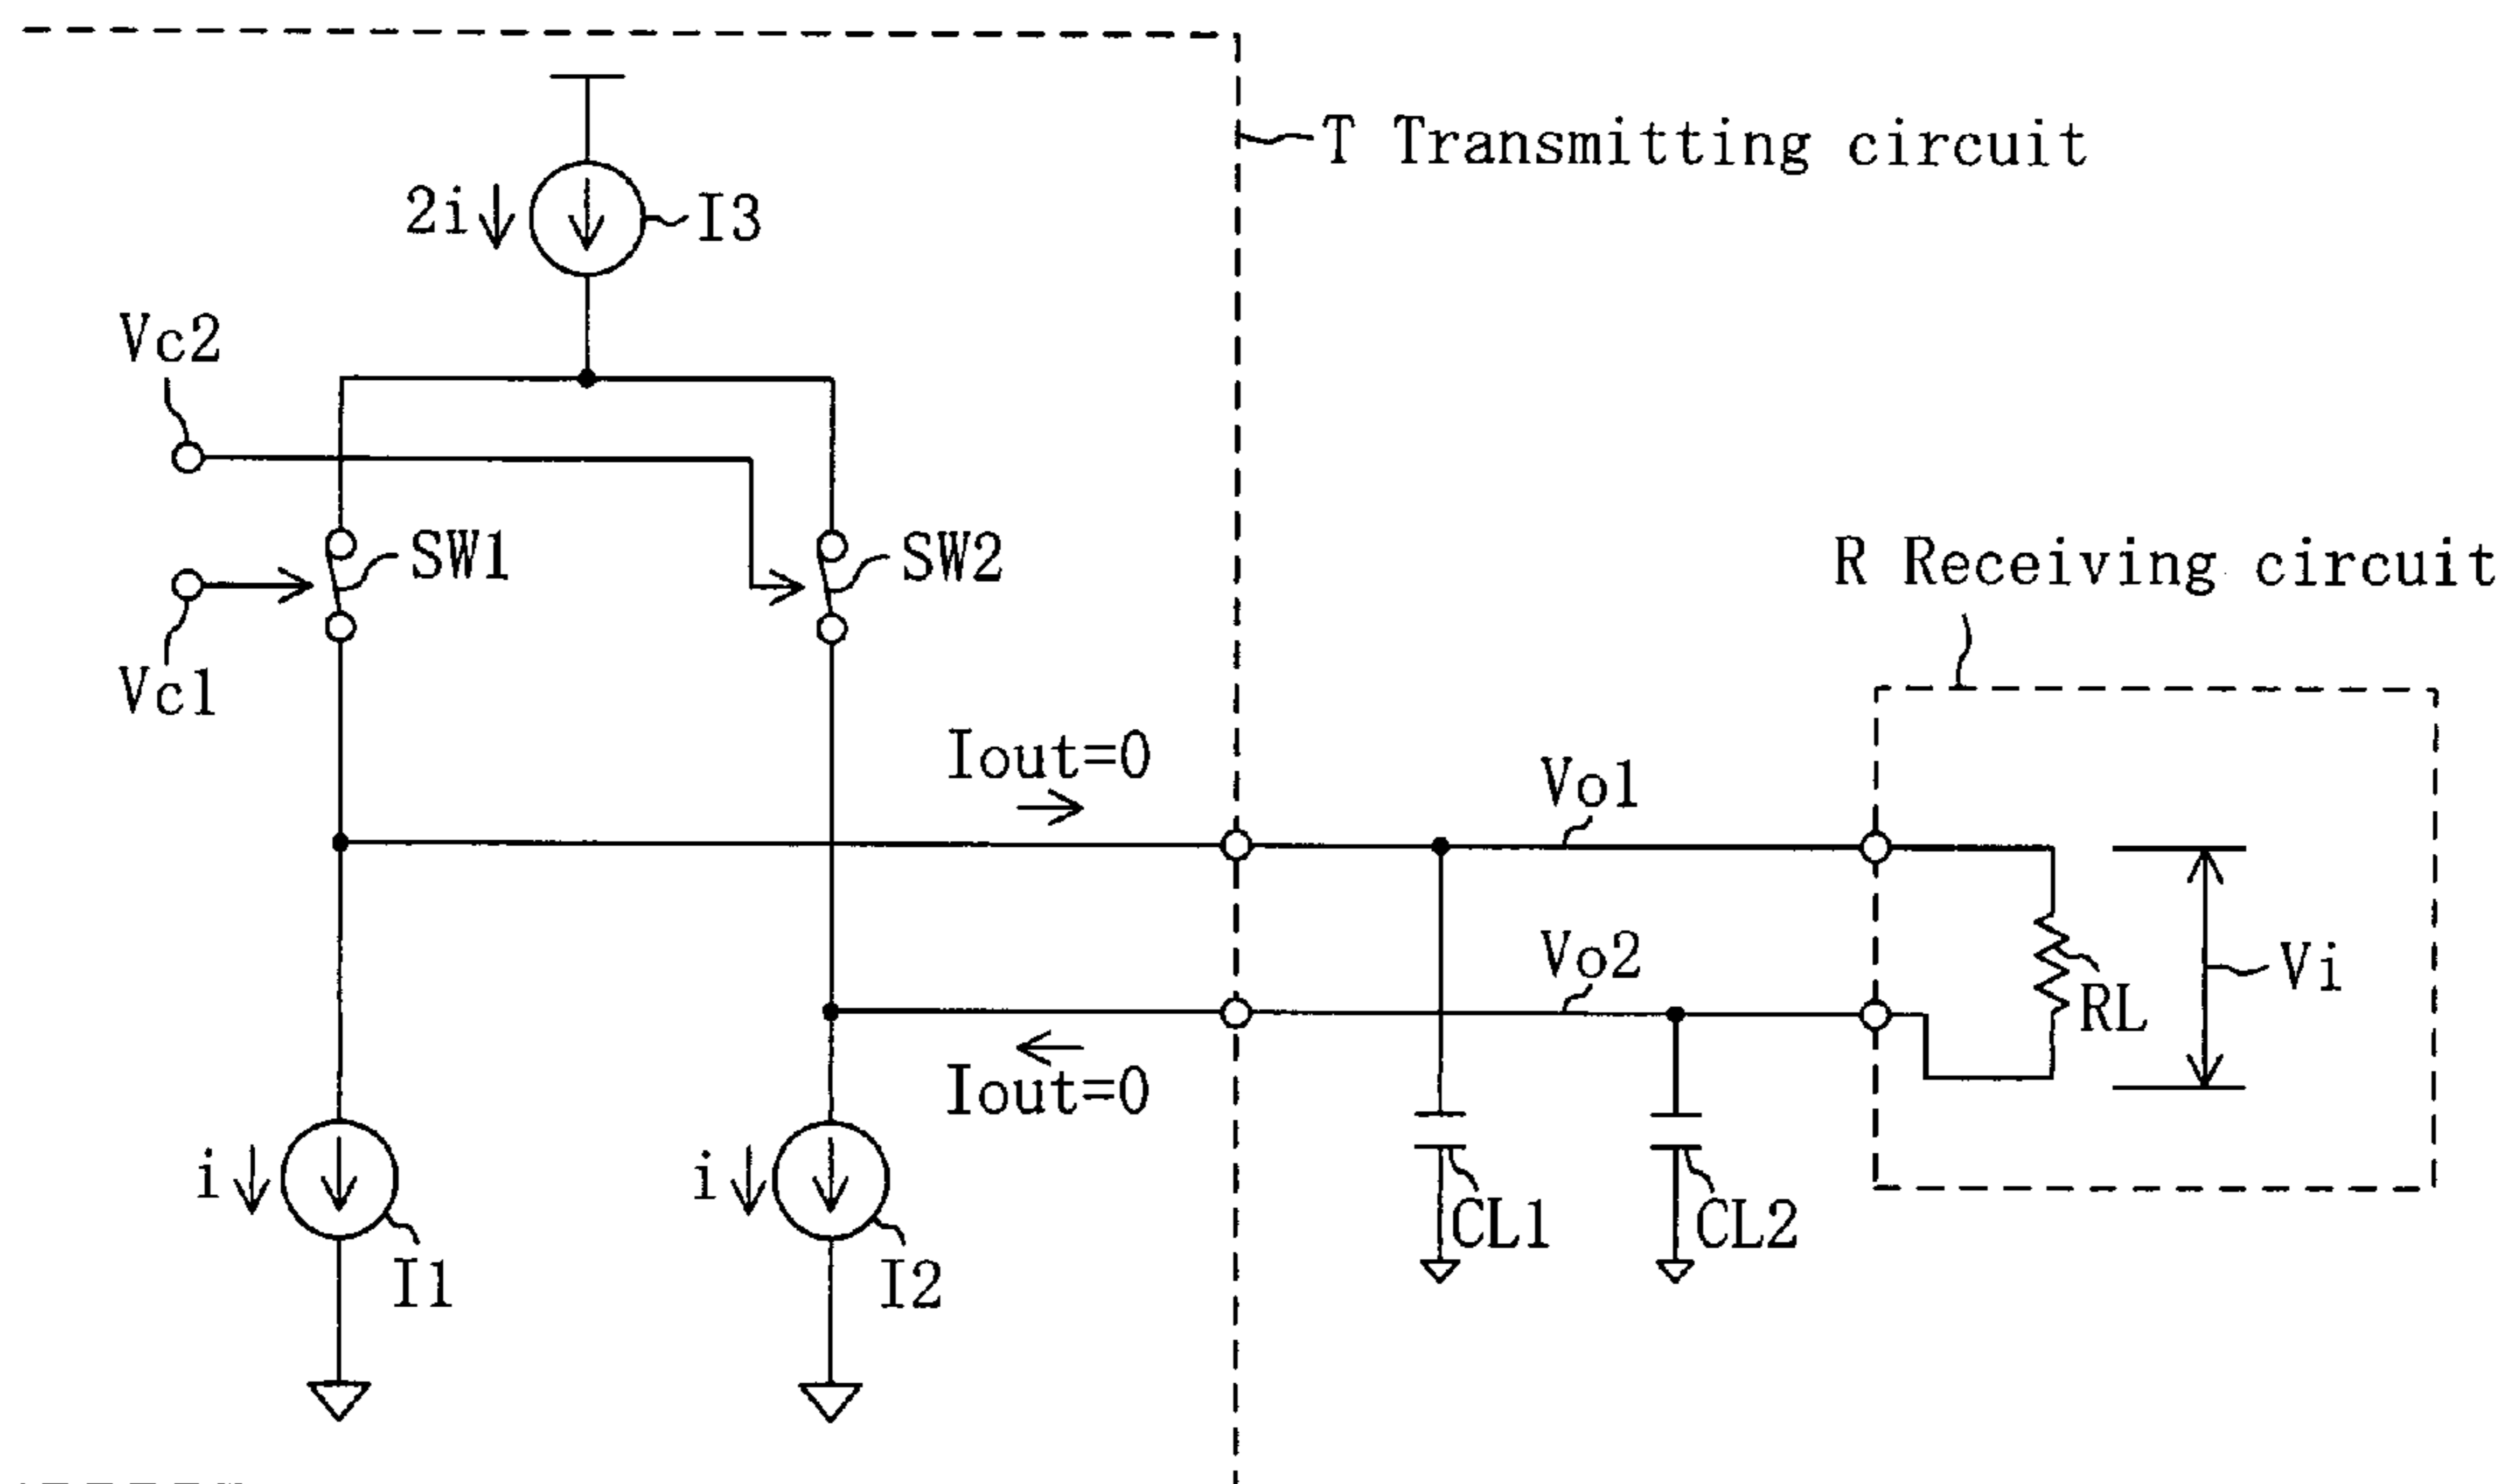 T Transmitting circuit
2i
I3
Vc2
SW1
SW2
R Receiving circuit
Vc1
Iout=0
Vo1
Vo2
Vi
RL
Iout=0
i
i
CL1
CL2
I1
I2